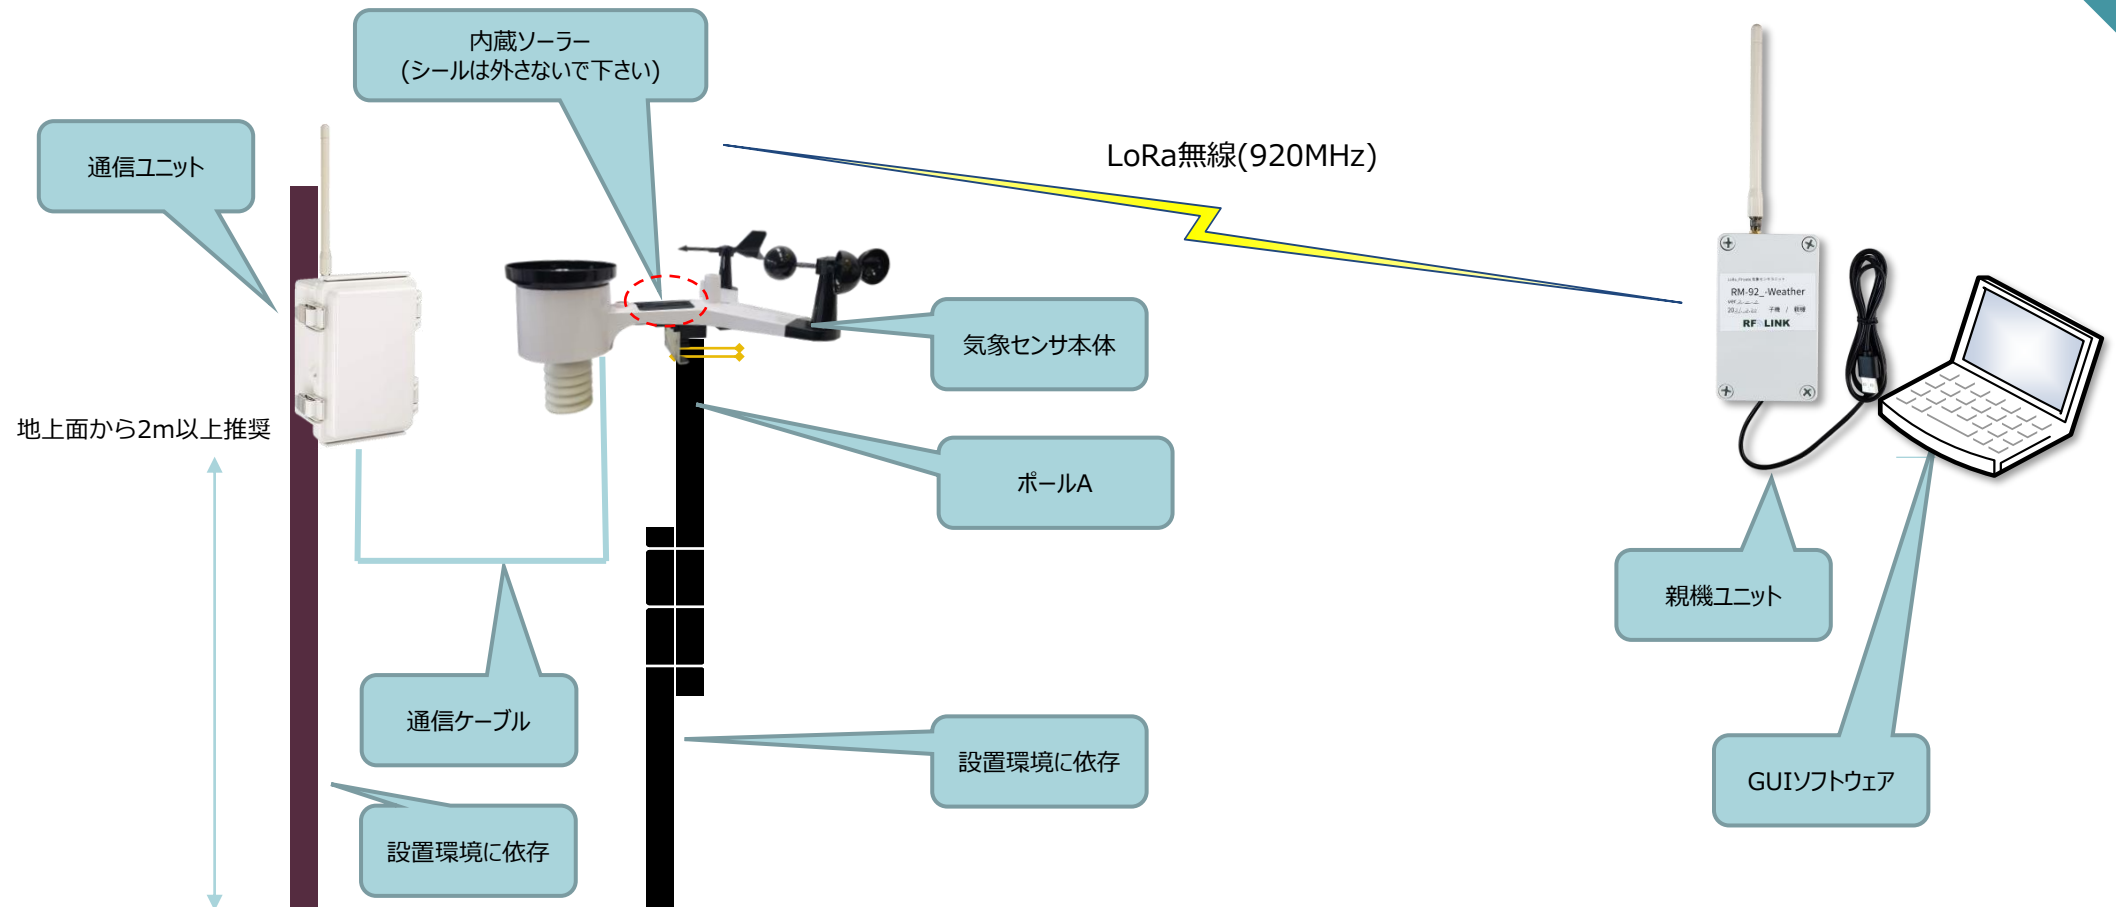 内蔵ソーラー
(シールは外さないで下さい)
通信ユニット
LoRa無線(920MHz)
RM-92_-Weather
子機 / 親機
RF LINK
気象センサ本体
地上面から2m以上推奨
ポールA
親機ユニット
通信ケーブル
設置環境に依存
GUIソフトウェア
設置環境に依存